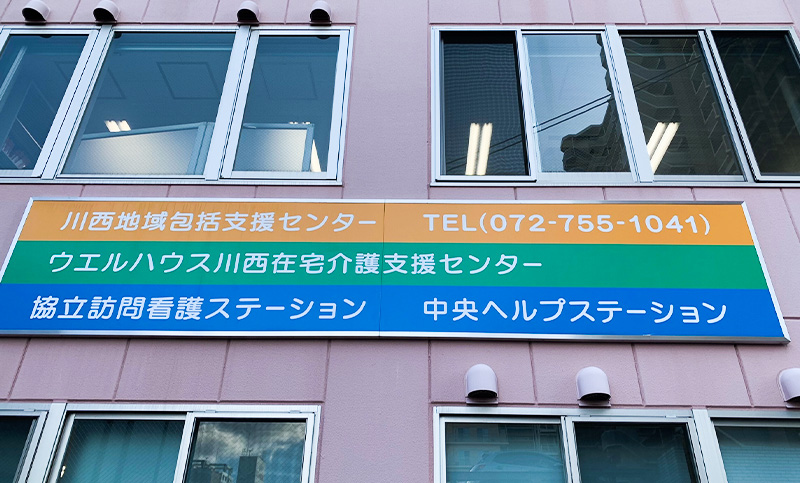 川西地域包括支援センター TEL(072-755-1041)
ウエルハウス川西在宅介護支援センター
協立訪問看護ステーション 中央ヘルプステーション